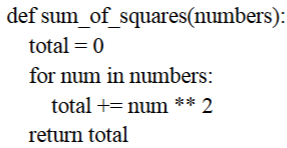 def sum_of_squares(numbers):
    total = 0
    for num in numbers:
        total += num ** 2
    return total